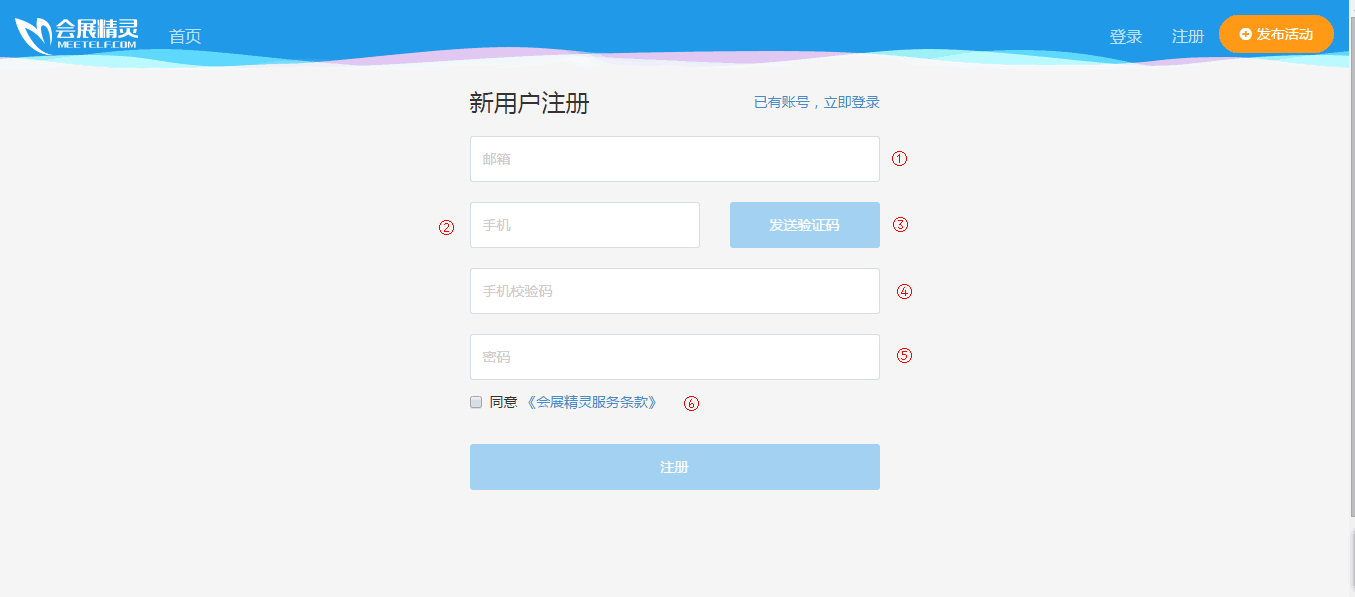 会展精灵
MEETELF.COM
首页
登录
注册
发布活动
新用户注册
已有账号，立即登录
邮箱
①
②
手机
发送验证码
③
手机校验码
④
密码
⑤
同意 《会展精灵服务条款》
⑥
注册